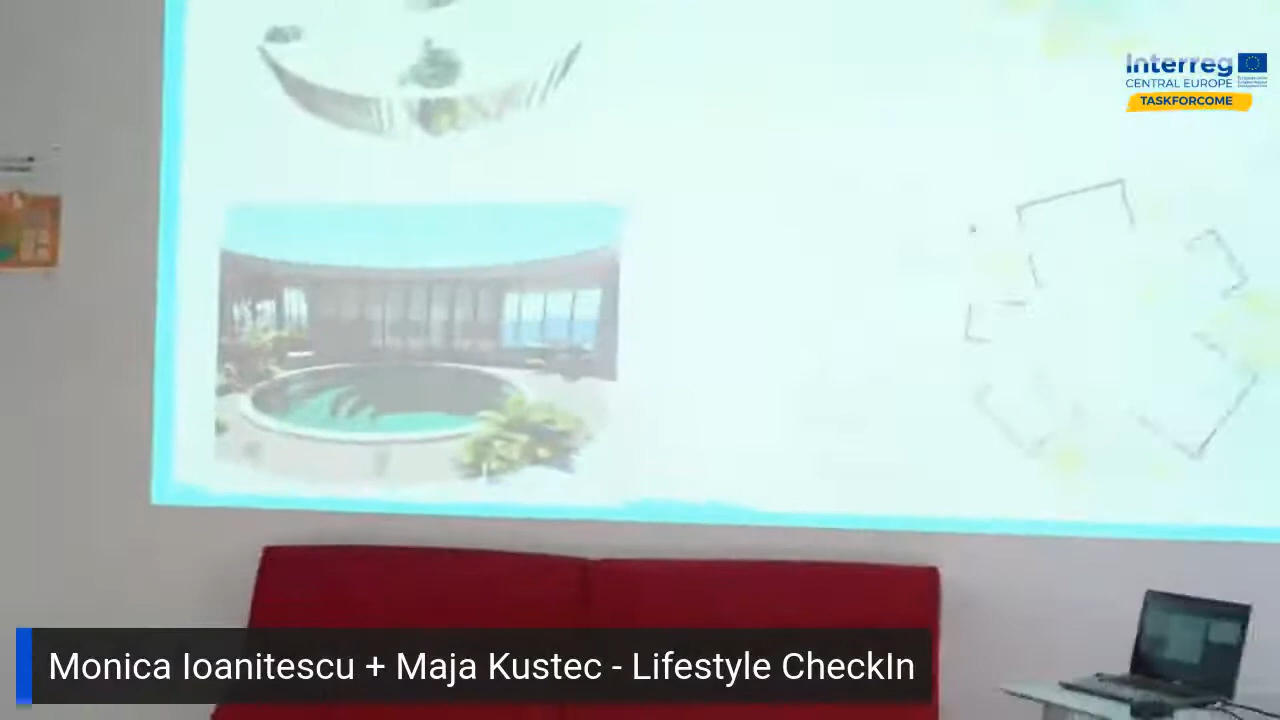 Interreg
CENTRAL EUROPE
TASKFORCOME
Monica Ioanitescu + Maja Kustec - Lifestyle CheckIn